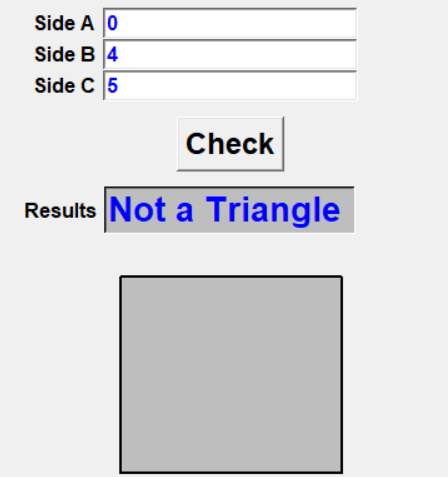 Side A 0
Side B 4
Side C 5
Check
Results Not a Triangle